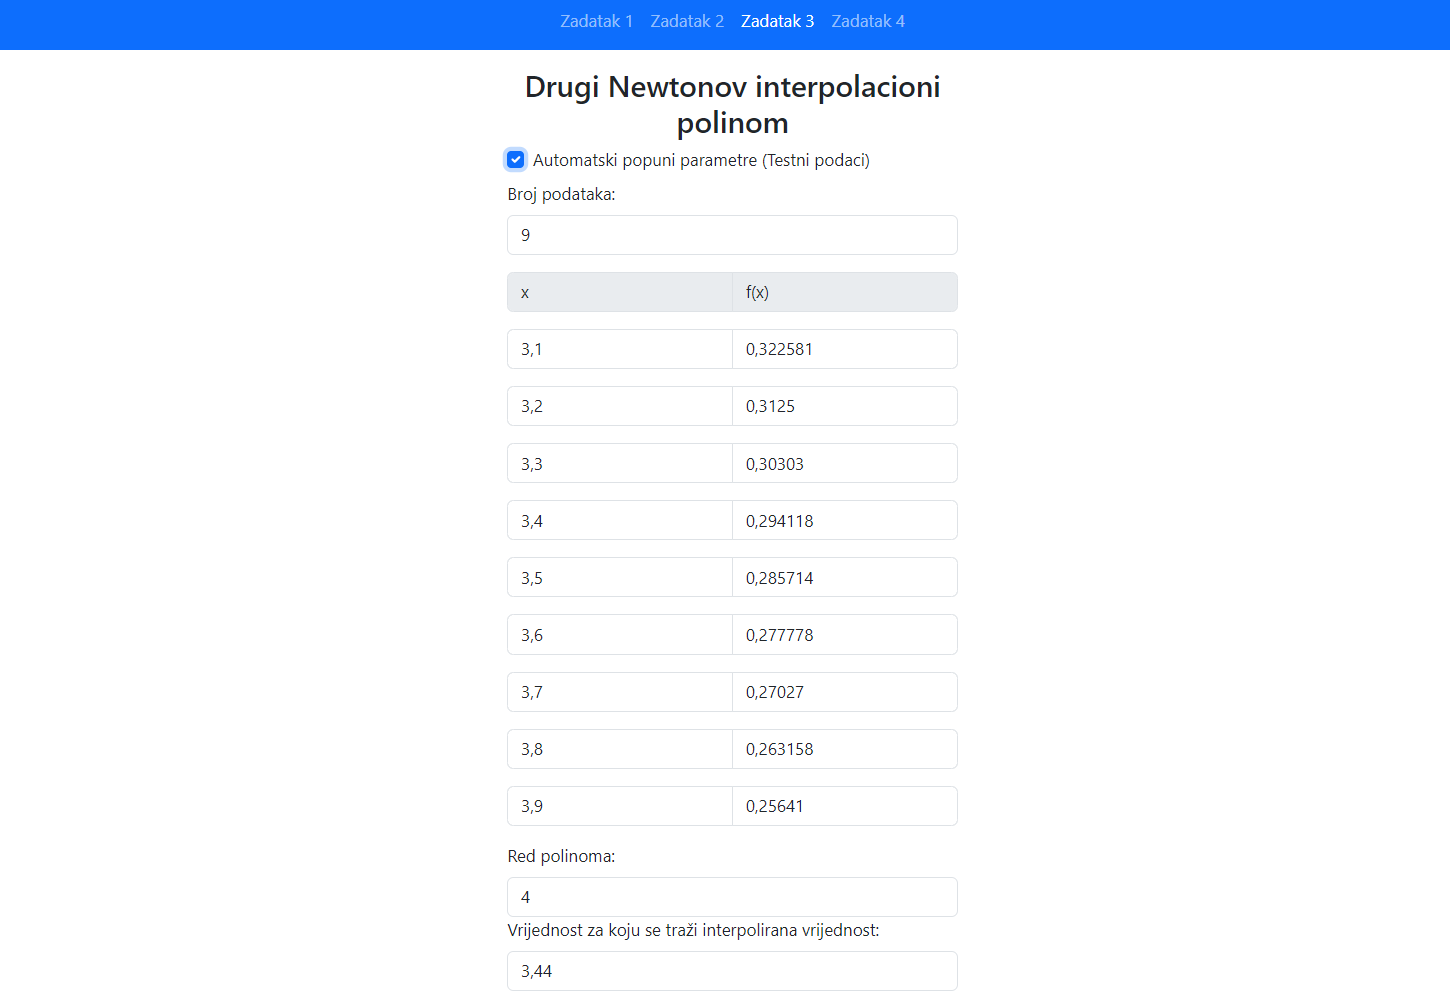 Zadatak 1 Zadatak 2 Zadatak 3 Zadatak 4
Drugi Newtonov interpolacioni
polinom
Automatski popuni parametre (Testni podaci)
Broj podataka:
9
x f(x)
3,1 0,322581
3,2 0,3125
3,3 0,30303
3,4 0,294118
3,5 0,285714
3,6 0,277778
3,7 0,27027
3,8 0,263158
3,9 0,25641
Red polinoma:
4
Vrijednost za koju se traži interpolirana vrijednost:
3,44